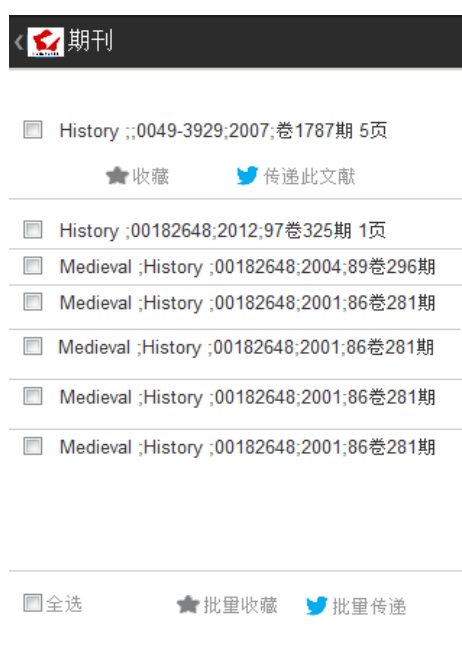 期刊
History ;;0049-3929;2007;卷1787期 5页
收藏 传递此文献
History ;00182648;2012;97卷325期 1页
Medieval ;History ;00182648;2004;89卷296期
Medieval ;History ;00182648;2001;86卷281期
Medieval ;History ;00182648;2001;86卷281期
Medieval ;History ;00182648;2001;86卷281期
Medieval ;History ;00182648;2001;86卷281期
全选 批量收藏 批量传递